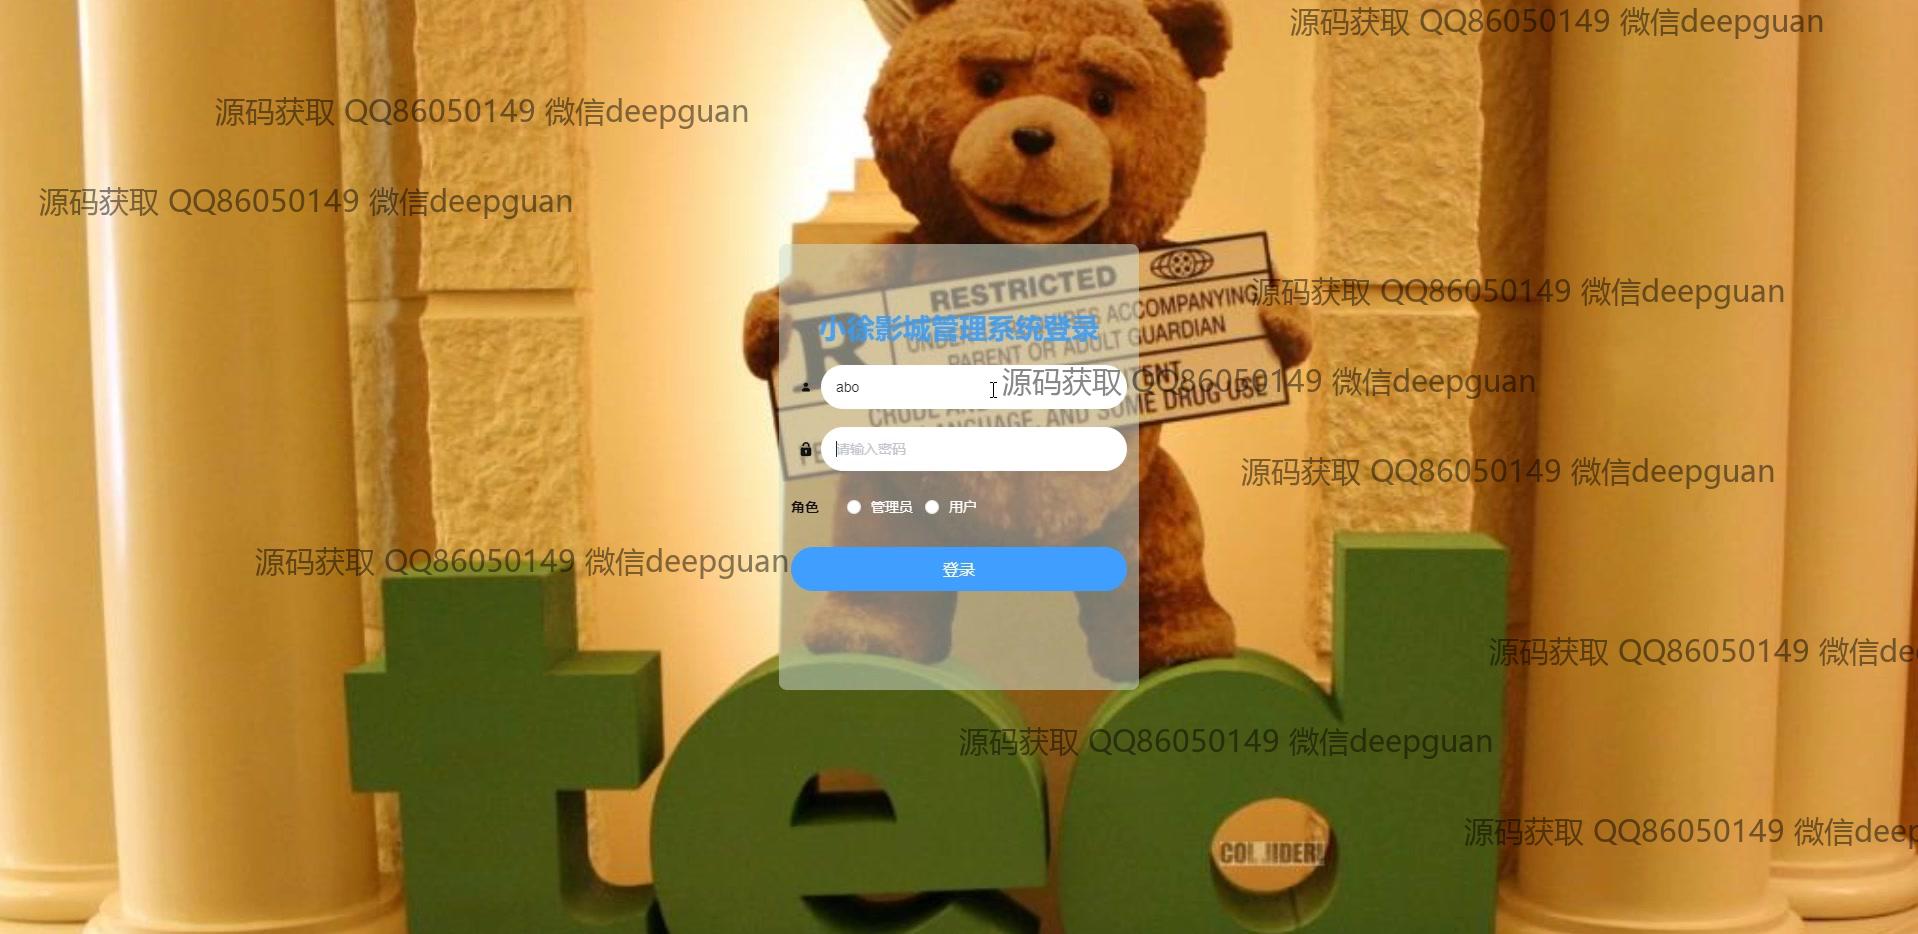 源码获取 QQ86050149 微信deepguan
源码获取 QQ86050149 微信deepguan
源码获取 QQ86050149 微信deepguan
RESTRICTED
源码获取 QQ86050149 微信deepguan
R
ACCOMPANYING
PARENT OR ADULT GUARDIAN
小徐影城管理系统登录
abo
源码获取 QQ86050149 微信deepguan
CRUDE
LANGUAGE, AND SOME DRUG USE
请输入密码
源码获取 QQ86050149 微信deepguan
角色 管理员 用户
源码获取 QQ86050149 微信deepguan
登录
源码获取 QQ86050149 微信de
源码获取 QQ86050149 微信deepguan
源码获取 QQ86050149 微信deep
ted